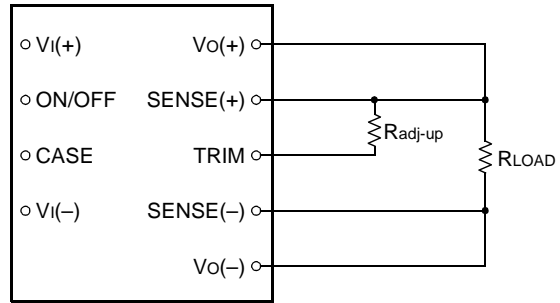 VI(+) VO(+)
ON/OFF SENSE(+)
Radj-up
CASE TRIM
RLOAD
VI(–) SENSE(–)
VO(–)